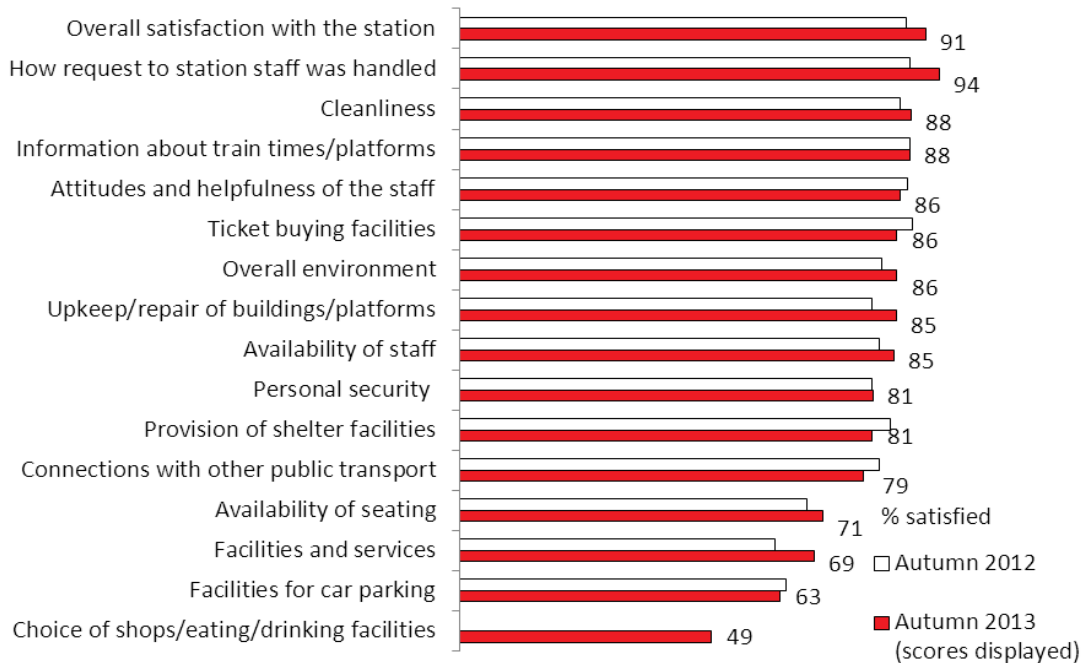 Overall satisfaction with the station
91
How request to station staff was handled
94
Cleanliness
88
Information about train times/platforms
88
Attitudes and helpfulness of the staff
86
Ticket buying facilities
86
Overall environment
86
Upkeep/repair of buildings/platforms
85
Availability of staff
85
Personal security
81
Provision of shelter facilities
81
Connections with other public transport
79
Availability of seating
71
% satisfied
Facilities and services
69
Autumn 2012
Facilities for car parking
63
Choice of shops/eating/drinking facilities
49
Autumn 2013
(scores displayed)